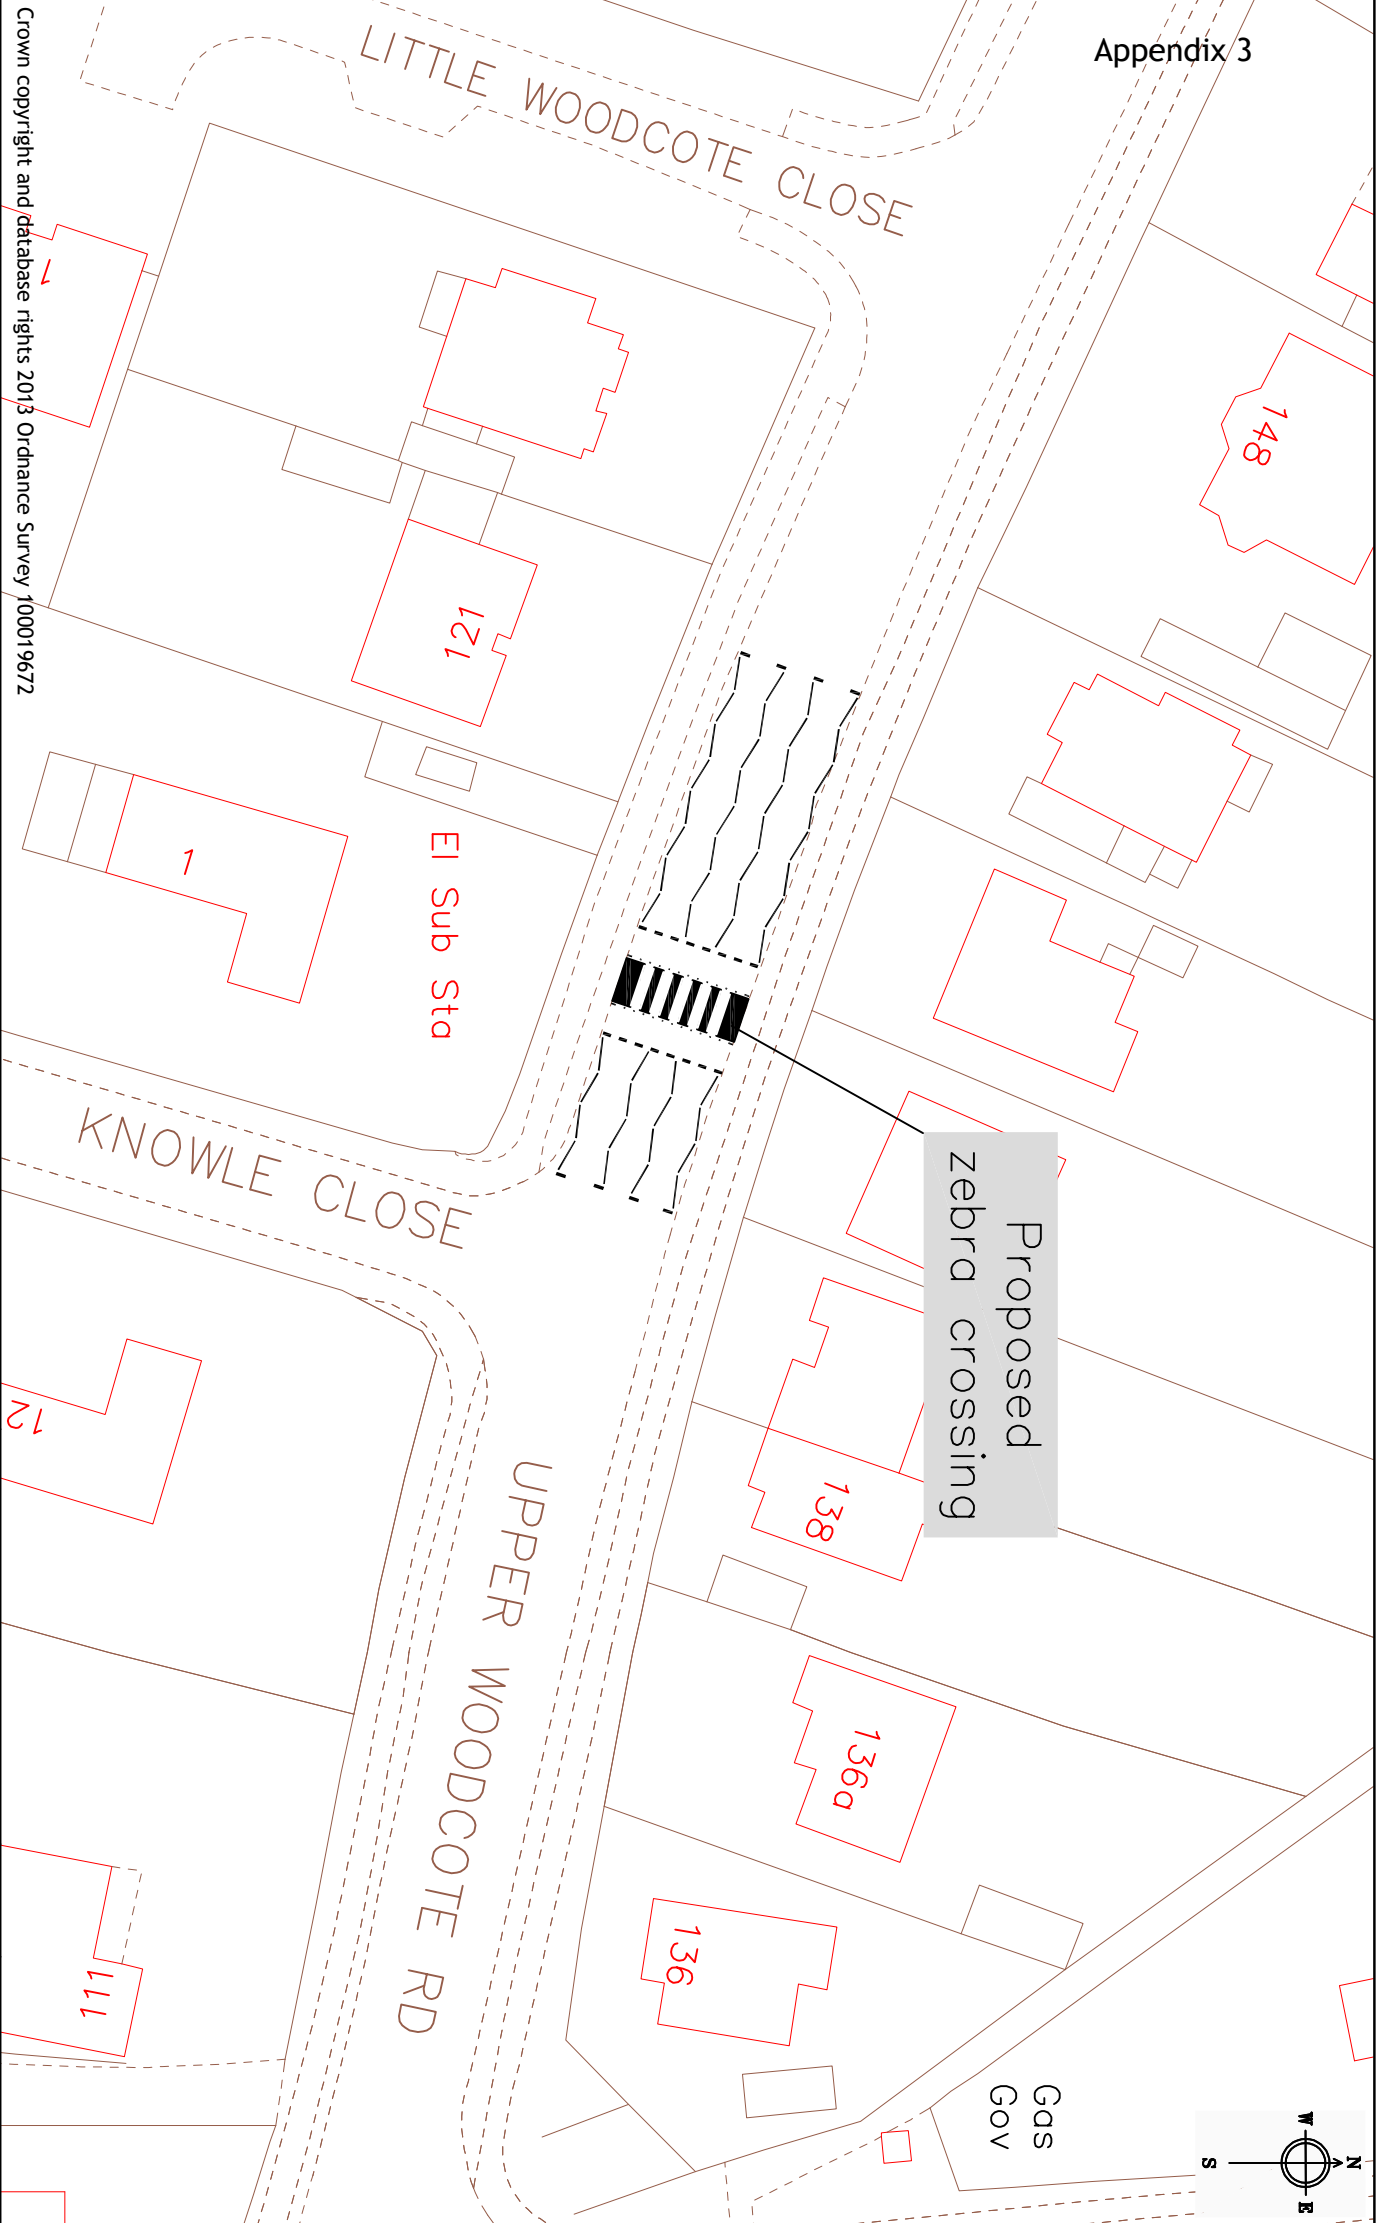 Appendix 3
LITTLE WOODCOTE CLOSE
148
1
121
1
El Sub Sta
Proposed
zebra crossing
KNOWLE CLOSE
138
12
UPPER WOODCOTE RD
136a
136
111
Gas
Gov
N
W
E
S
Crown copyright and database rights 2013 Ordnance Survey 100019672